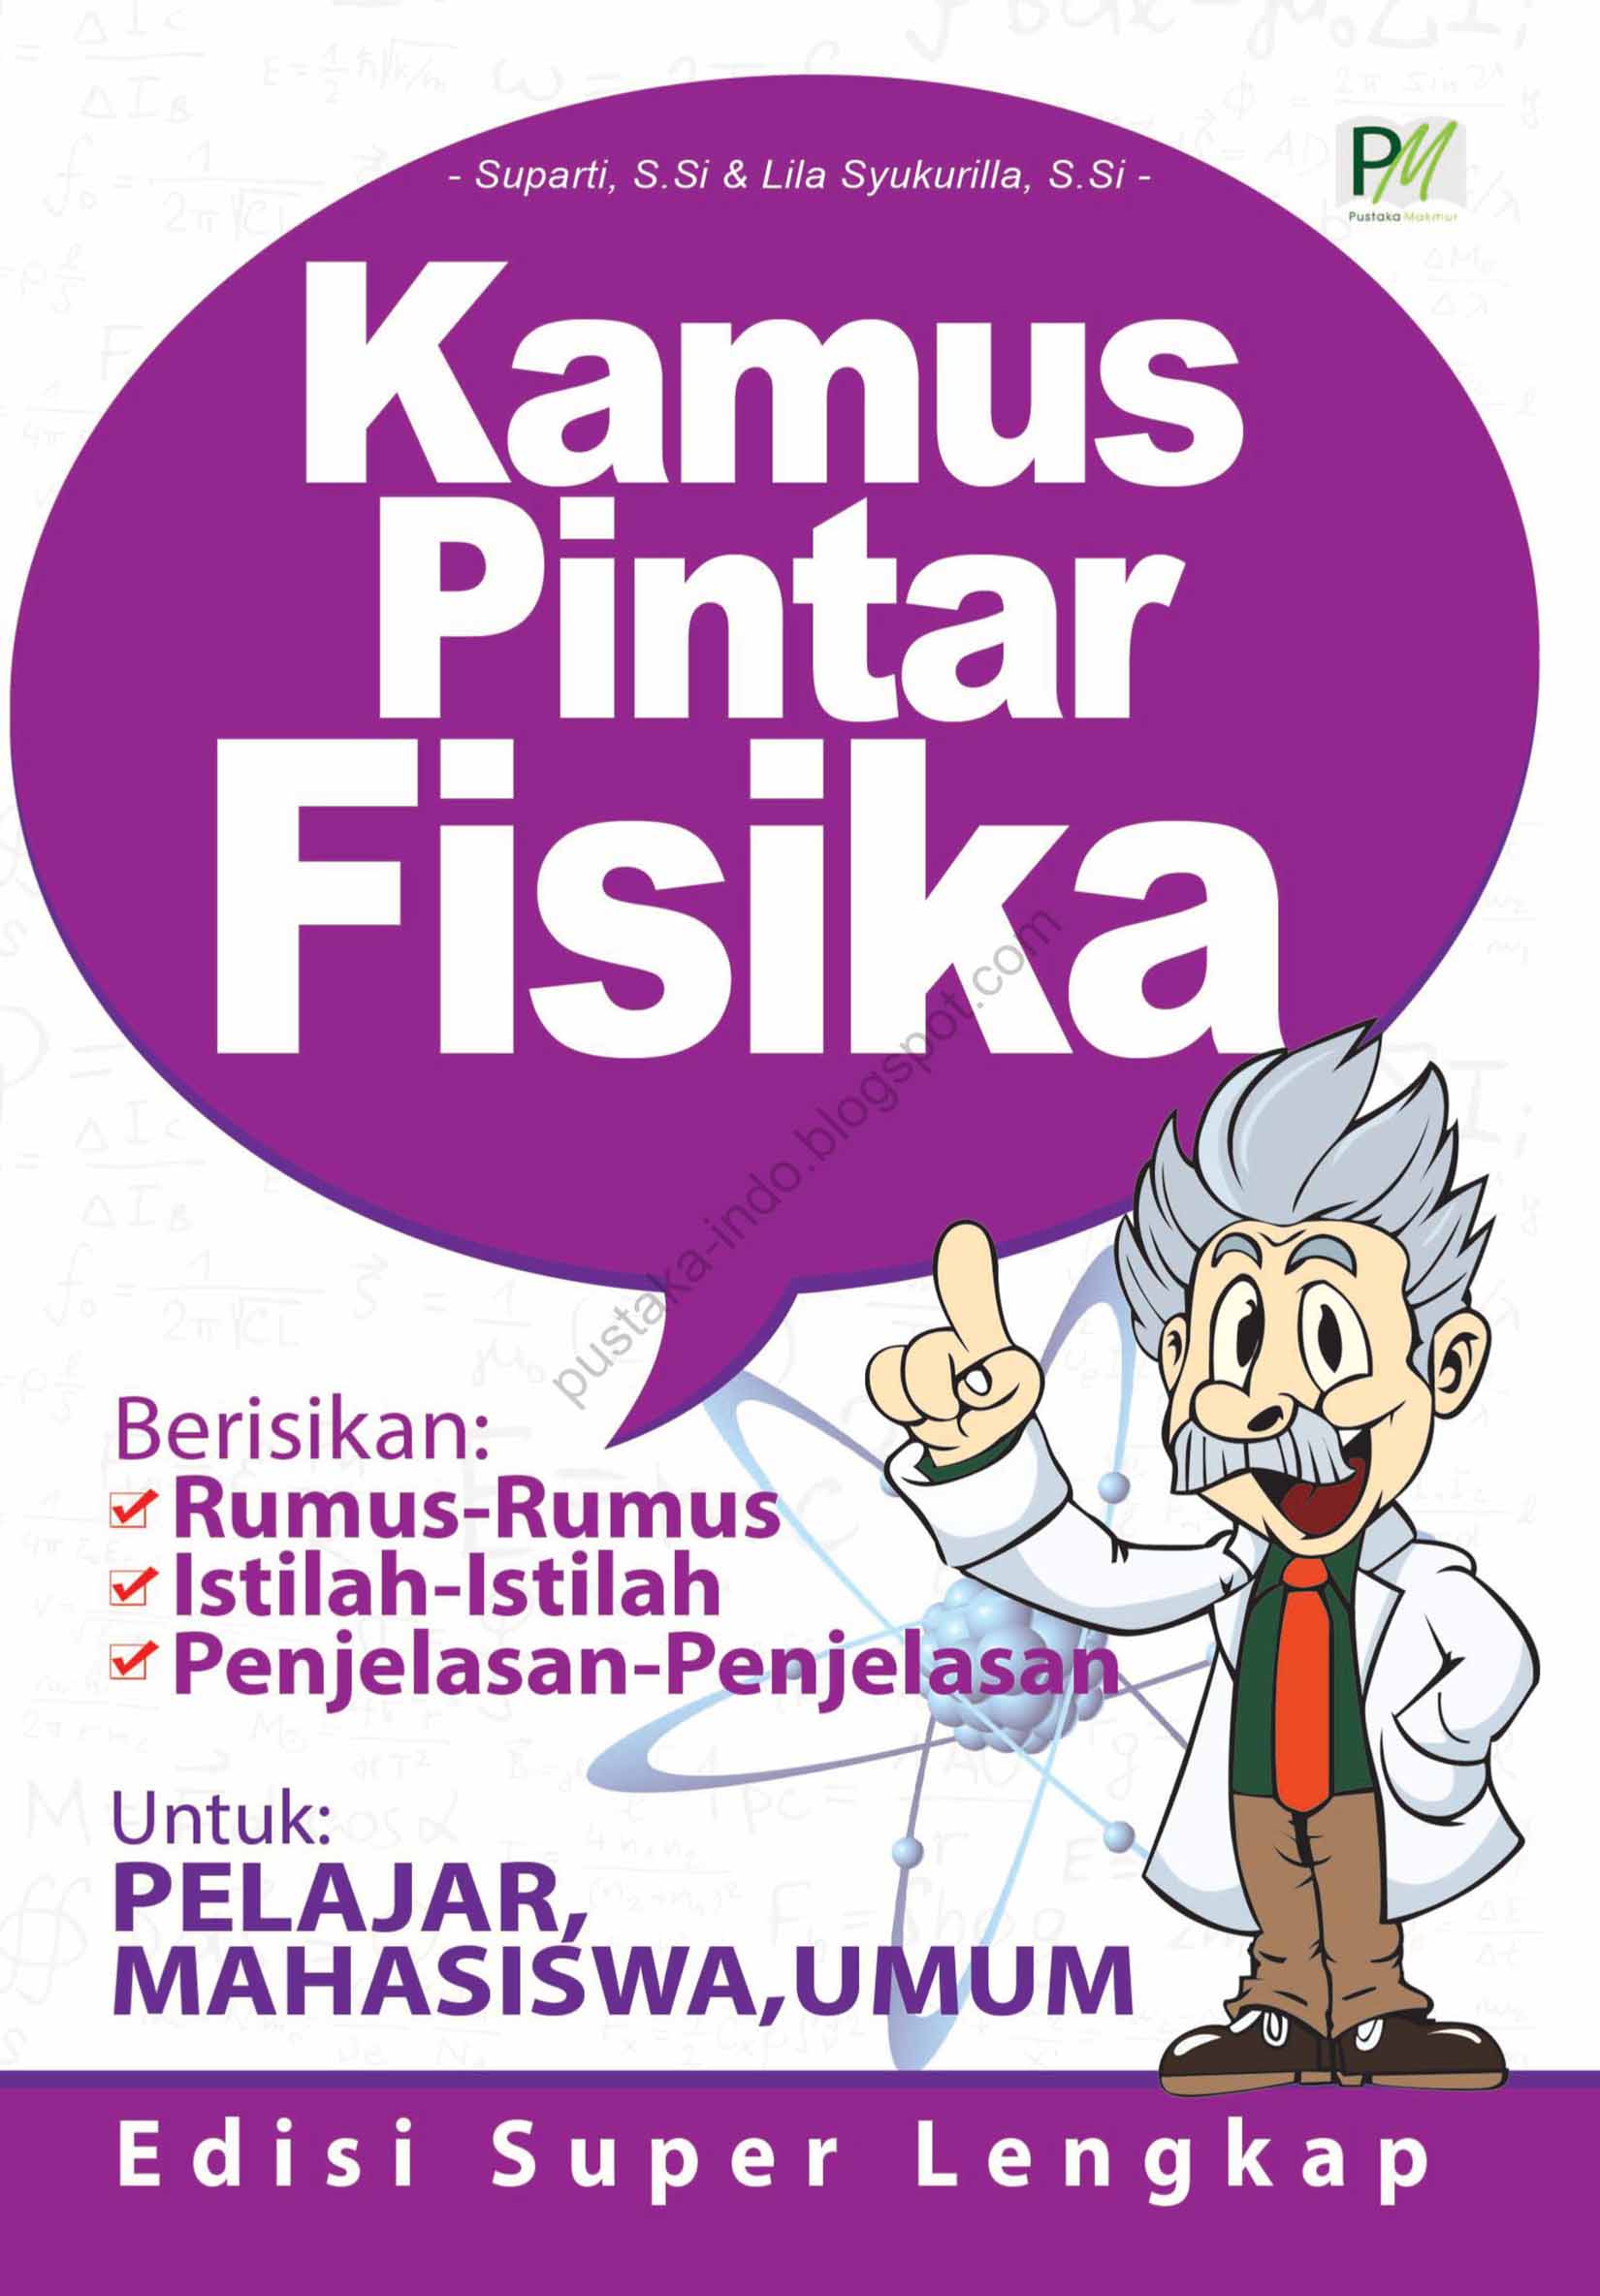 - Suparti, S.Si & Lila Syukurilla, S.Si -
PM
Pustaka Makmur
Kamus
Pintar
Fisika
pustaka-indo.blogspot.com
Berisikan:
Rumus-Rumus
Istilah-Istilah
Penjelasan-Penjelasan
Untuk:
PELAJAR,
MAHASISWA,UMUM
Edisi Super Lengkap